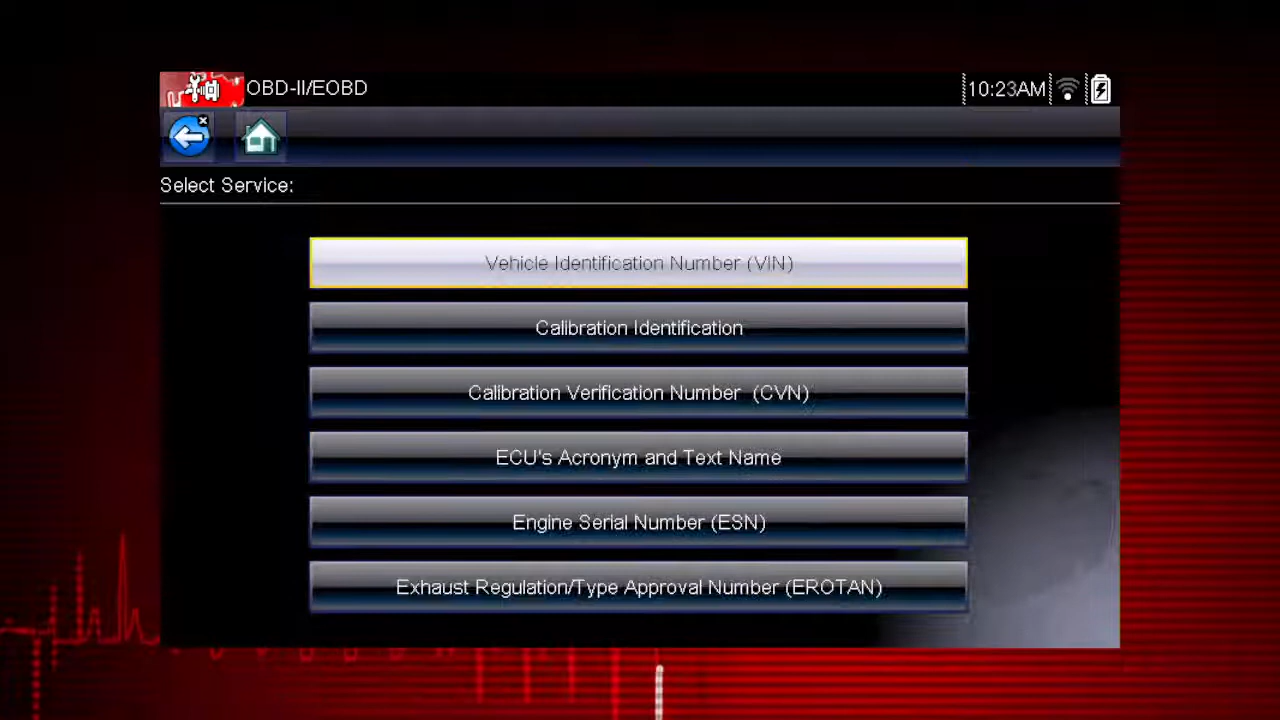 OBD-II/EOBD
10:23AM
Select Service:
Vehicle Identification Number (VIN)
Calibration Identification
Calibration Verification Number (CVN)
ECU's Acronym and Text Name
Engine Serial Number (ESN)
Exhaust Regulation/Type Approval Number (EROTAN)